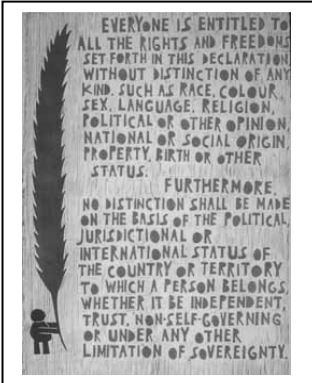 EVERYONE IS ENTITLED TO
ALL THE RIGHTS AND FREEDOMS
SET FORTH IN THIS DECLARATION,
WITHOUT DISTINCTION OF ANY
KIND, SUCH AS RACE, COLOUR,
SEX, LANGUAGE, RELIGION,
POLITICAL OR OTHER OPINION,
NATIONAL OR SOCIAL ORIGIN,
PROPERTY, BIRTH OR OTHER
STATUS.
FURTHERMORE,
NO DISTINCTION SHALL BE MADE
ON THE BASIS OF THE POLITICAL,
JURISDICTIONAL OR
INTERNATIONAL STATUS OF
THE COUNTRY OR TERRITORY
TO WHICH A PERSON BELONGS,
WHETHER IT BE INDEPENDENT,
TRUST, NON-SELF-GOVERNING
OR UNDER ANY OTHER
LIMITATION OF SOVEREIGNTY.